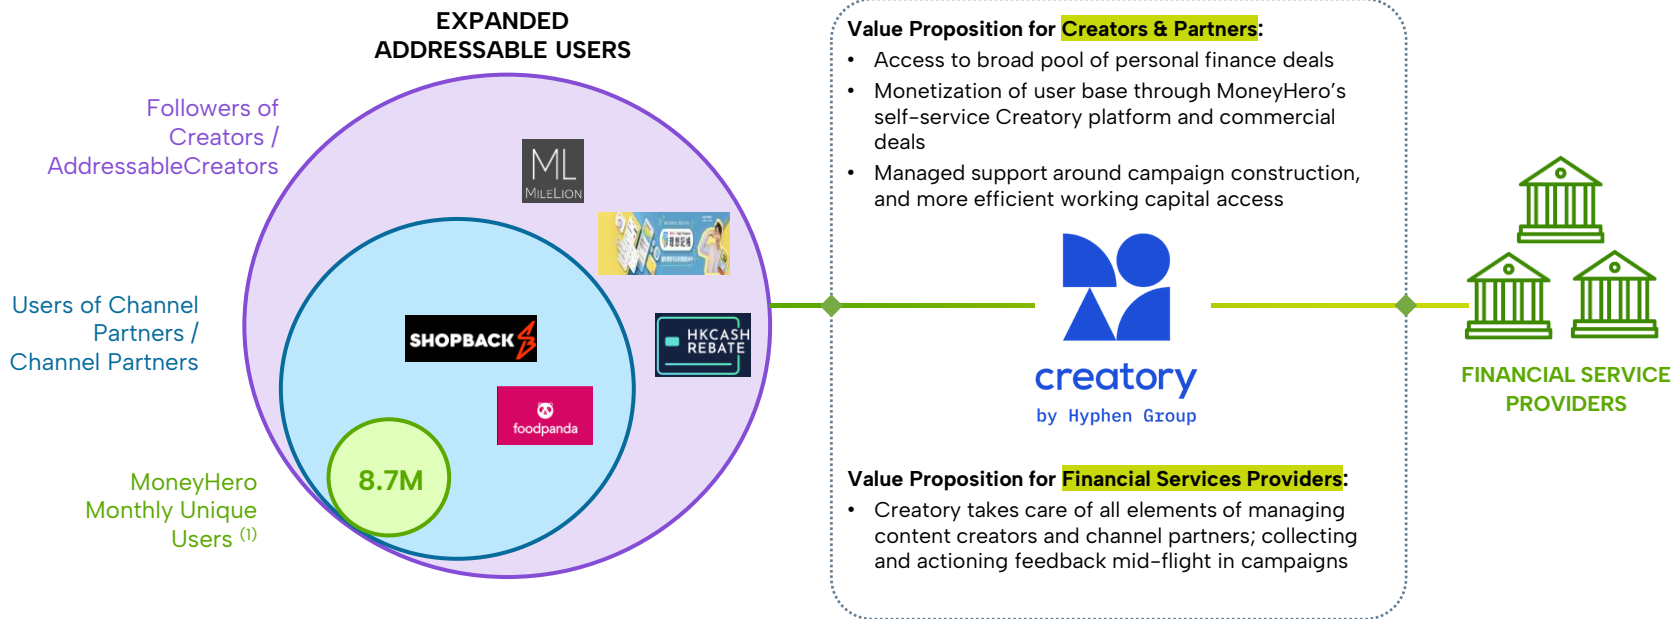 EXPANDED
ADDRESSABLE USERS
Followers of
Creators /
AddressableCreators
ML
MILELION
Users of Channel
Partners /
Channel Partners
SHOPBACK
HKCASH
REBATE
foodpanda
MoneyHero
Monthly Unique
Users (1)
8.7M
Value Proposition for Creators & Partners:
• Access to broad pool of personal finance deals
• Monetization of user base through MoneyHero’s
self-service Creatory platform and commercial
deals
• Managed support around campaign construction,
and more efficient working capital access
creatory
by Hyphen Group
Value Proposition for Financial Services Providers:
• Creatory takes care of all elements of managing
content creators and channel partners; collecting
and actioning feedback mid-flight in campaigns
FINANCIAL SERVICE
PROVIDERS